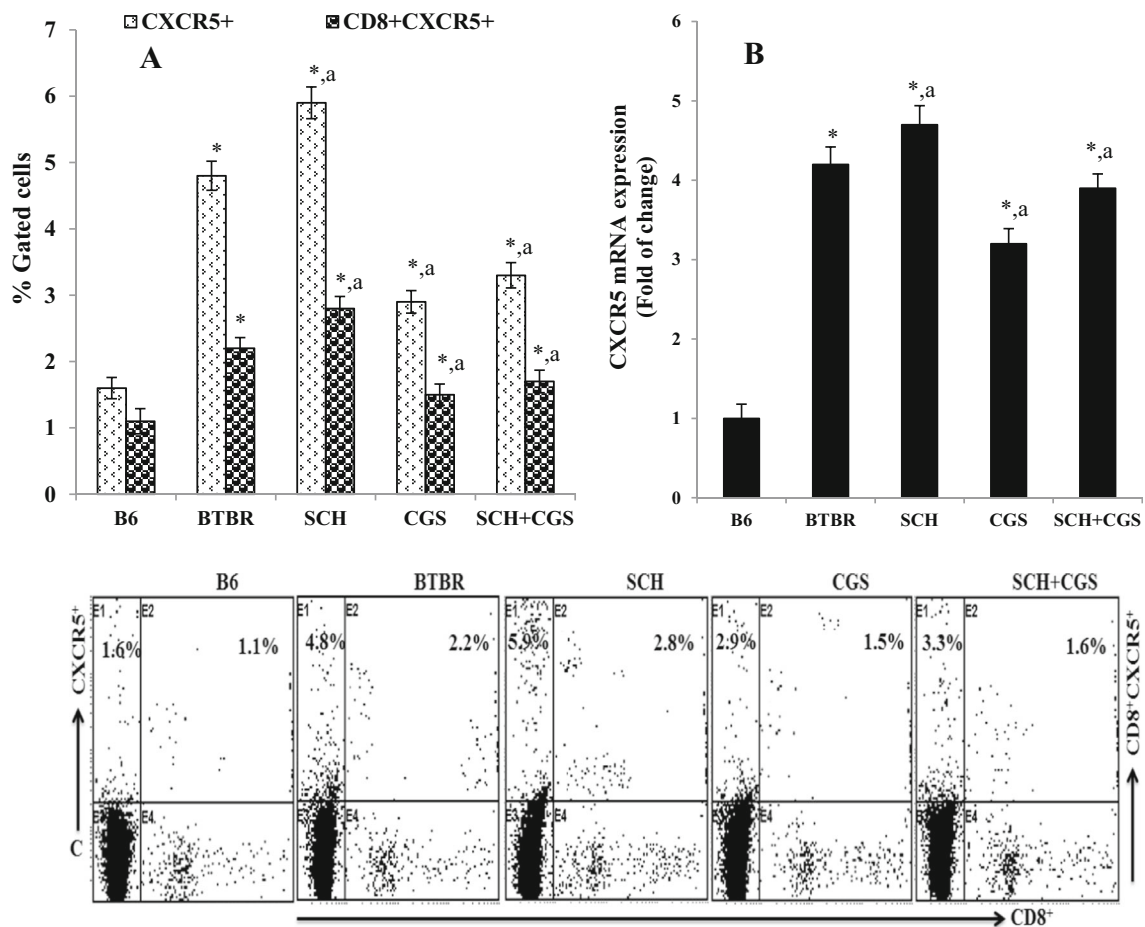 CXCR5+ CD8+CXCR5+
A
% Gated cells
7
6
5
4
3
2
1
0
*
*
*,a
*,a
*,a
*,a
*,a
*,a
B6 BTBR SCH CGS SCH+CGS
B
CXCR5 mRNA expression
(Fold of change)
6
5
4
3
2
1
0
*
*,a
*,a
*,a
B6 BTBR SCH CGS SCH+CGS
B6 BTBR SCH CGS SCH+CGS
CXCR5⁺
C
E1 E2 E1 E2 E1 E2 E1 E2 E1 E2
1.6% 1.1% 4.8% 2.2% 5.9% 2.8% 2.9% 1.5% 3.3% 1.6%
E4 E4 E3 E4 E4 E4
CD8⁺CXCR5⁺
CD8⁺